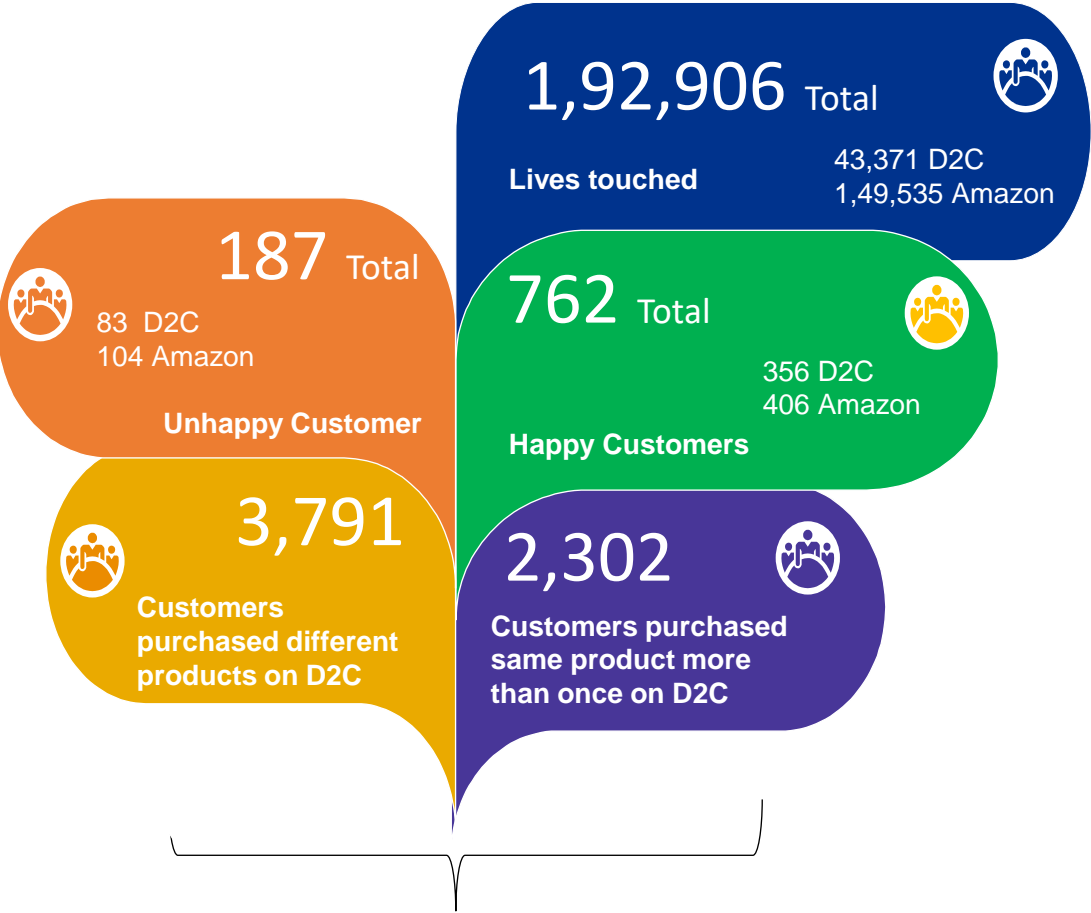 1,92,906 Total
Lives touched
43,371 D2C
1,49,535 Amazon
187 Total
83 D2C
104 Amazon
Unhappy Customer
762 Total
356 D2C
406 Amazon
Happy Customers
3,791
Customers
purchased different
products on D2C
2,302
Customers purchased
same product more
than once on D2C